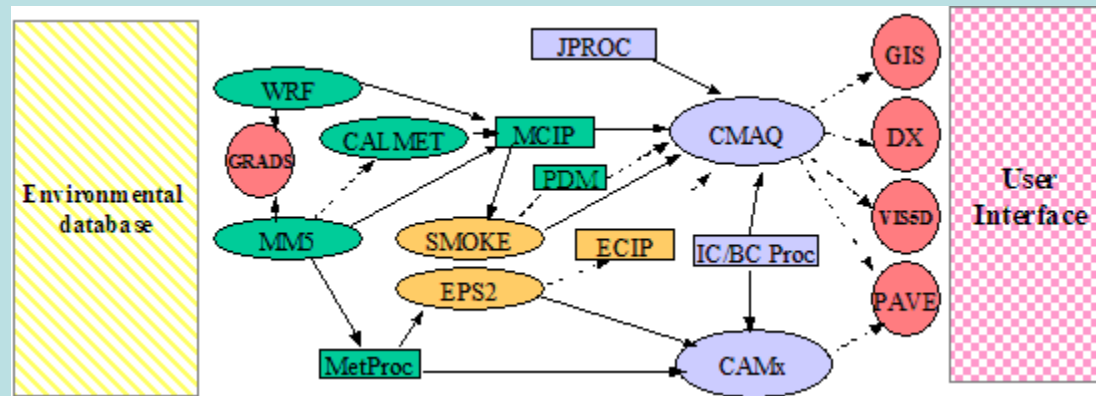 Environmental
database
WRF
GRADS
MM5
CALMET
MCIP
PDM
SMOKE
ECIP
EPS2
MetProc
JPROC
CMAQ
IC/BC Proc
CAMx
GIS
DX
VIS5D
PAVE
User
Interface